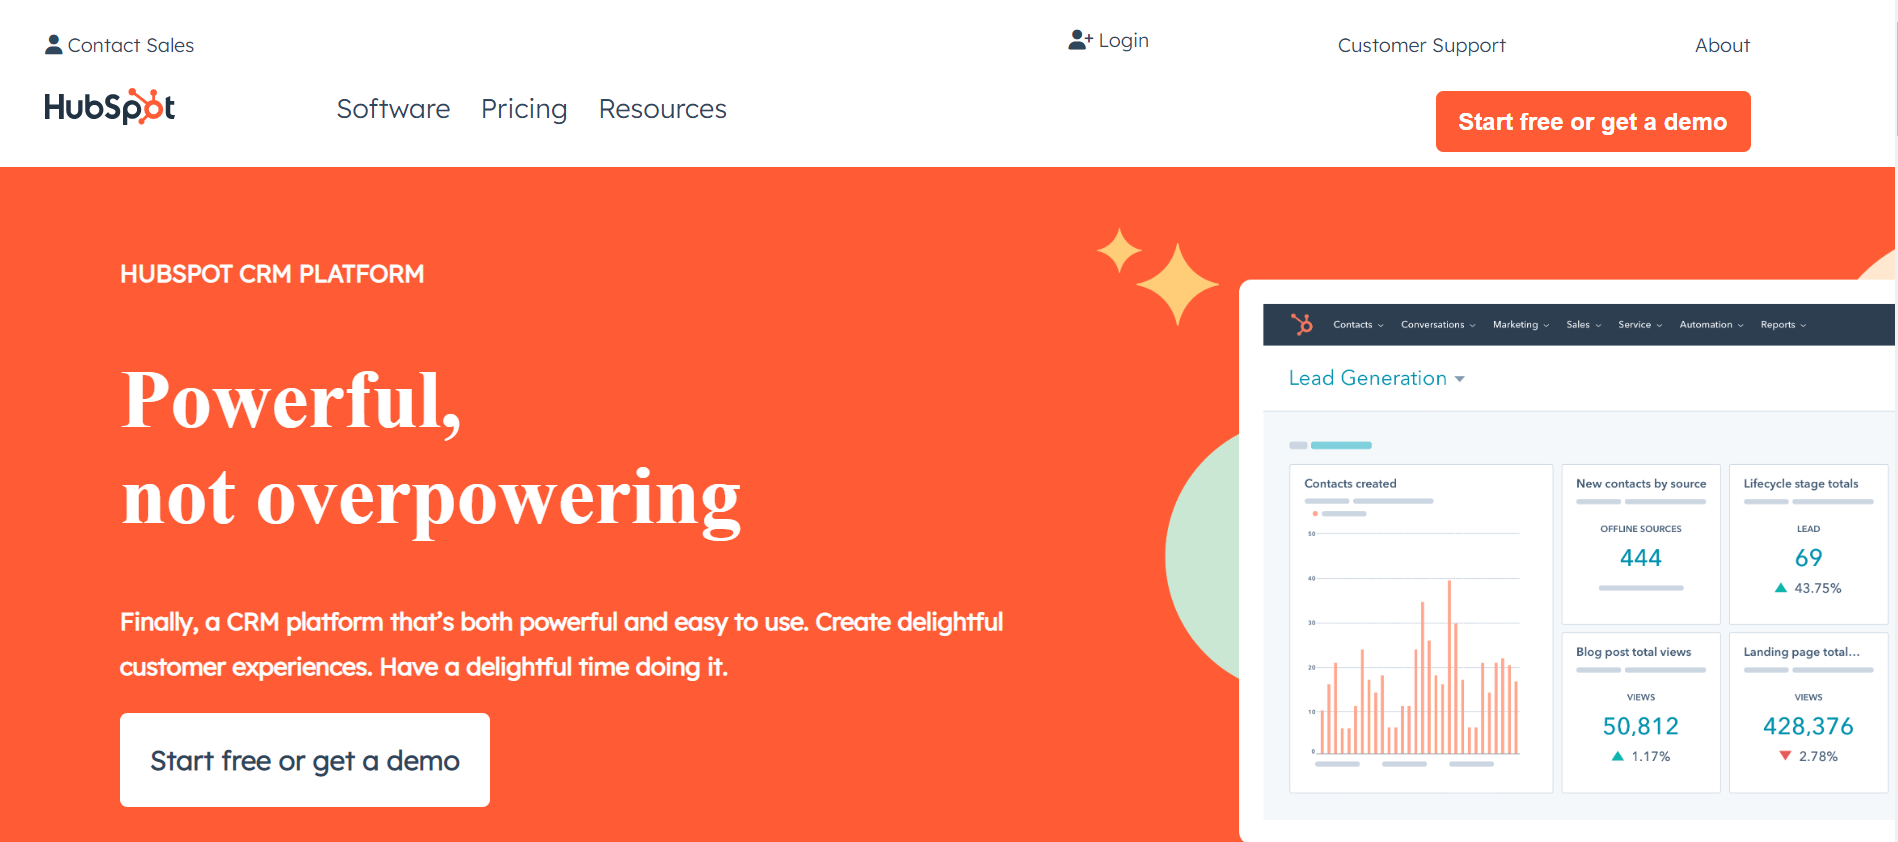 Contact Sales
Login
Customer Support
About
HubSpot
Software
Pricing
Resources
Start free or get a demo
HUBSPOT CRM PLATFORM
Powerful,
not overpowering
Finally, a CRM platform that’s both powerful and easy to use. Create delightful
customer experiences. Have a delightful time doing it.
Start free or get a demo
Contacts
Conversations
Marketing
Sales
Service
Automation
Reports
Lead Generation
Contacts created
50
40
30
20
10
0
New contacts by source
OFFLINE SOURCES
444
Lifecycle stage totals
LEAD
69
43.75%
Blog post total views
VIEWS
50,812
1.17%
Landing page total...
VIEWS
428,376
2.78%